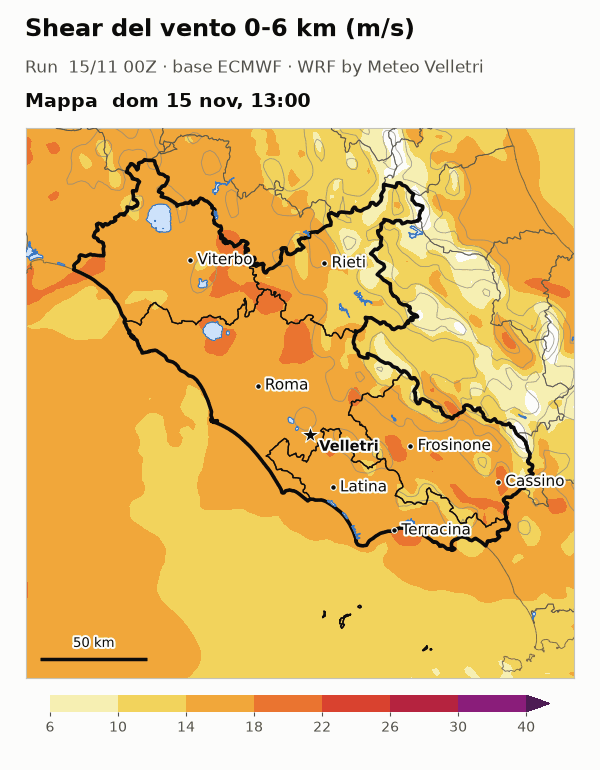 Shear del vento 0-6 km (m/s)
Run  15/11 00Z · base ECMWF · WRF by Meteo Velletri
Mappa  dom 15 nov, 13:00
Viterbo
Rieti
Roma
Velletri
Frosinone
Cassino
Latina
Terracina
50 km
6 10 14 18 22 26 30 40